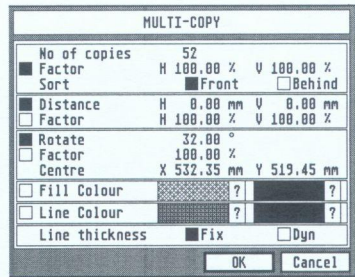 MULTI-COPY
No of copies 52
Factor H 100,00 % V 100,00 %
Sort Front Behind
Distance H 0,00 mm V 0,00 mm
Factor H 100,00 % V 100,00 %
Rotate 32,00 °
Factor 100,00 %
Centre X 532,35 mm Y 519,45 mm
Fill Colour ? ?
Line Colour ? ?
Line thickness Fix Dyn
OK Cancel